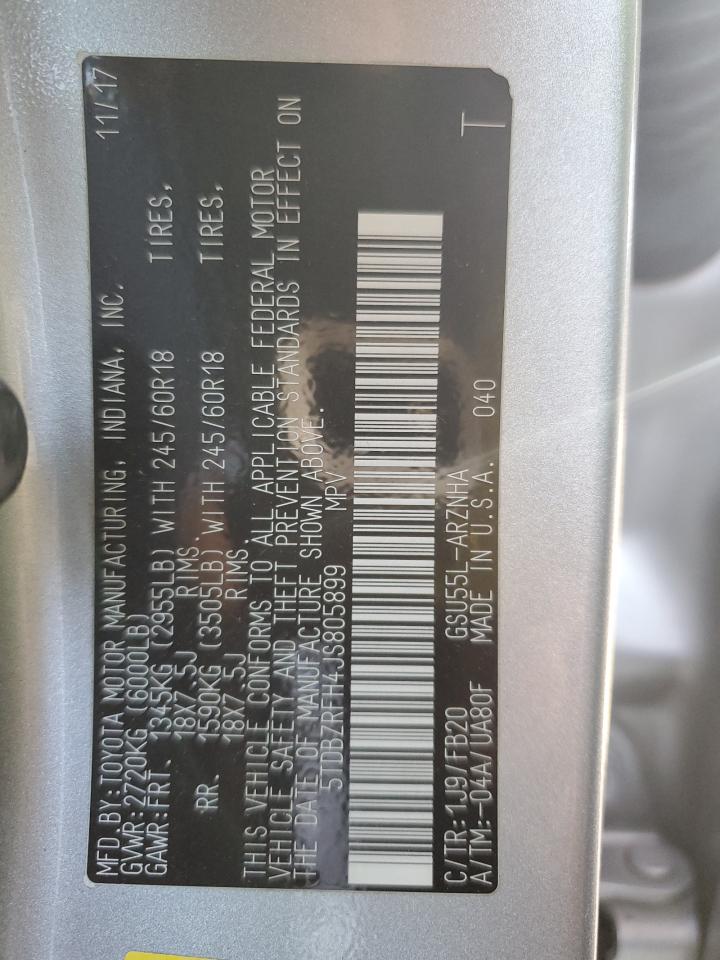 MFD.BY:TOYOTA MOTOR MANUFACTURING, INDIANA, INC. 11/17
GVWR:2720KG (6000LB)
GAWR:FRT. 1345KG (2955LB) WITH 245/60R18 TIRES,
18X7.5J RIMS
RR. 1590KG (3505LB) WITH 245/60R18 TIRES,
18X7.5J RIMS.
THIS VEHICLE CONFORMS TO ALL APPLICABLE FEDERAL MOTOR
VEHICLE SAFETY AND THEFT PREVENTION STANDARDS IN EFFECT ON
THE DATE OF MANUFACTURE SHOWN ABOVE.
5TDBZRFH4JS805899 MPV
C/TR:1J9/FB20 GSU55L-ARZNHA T
A/TM:-04A/UA80F MADE IN U.S.A. 040